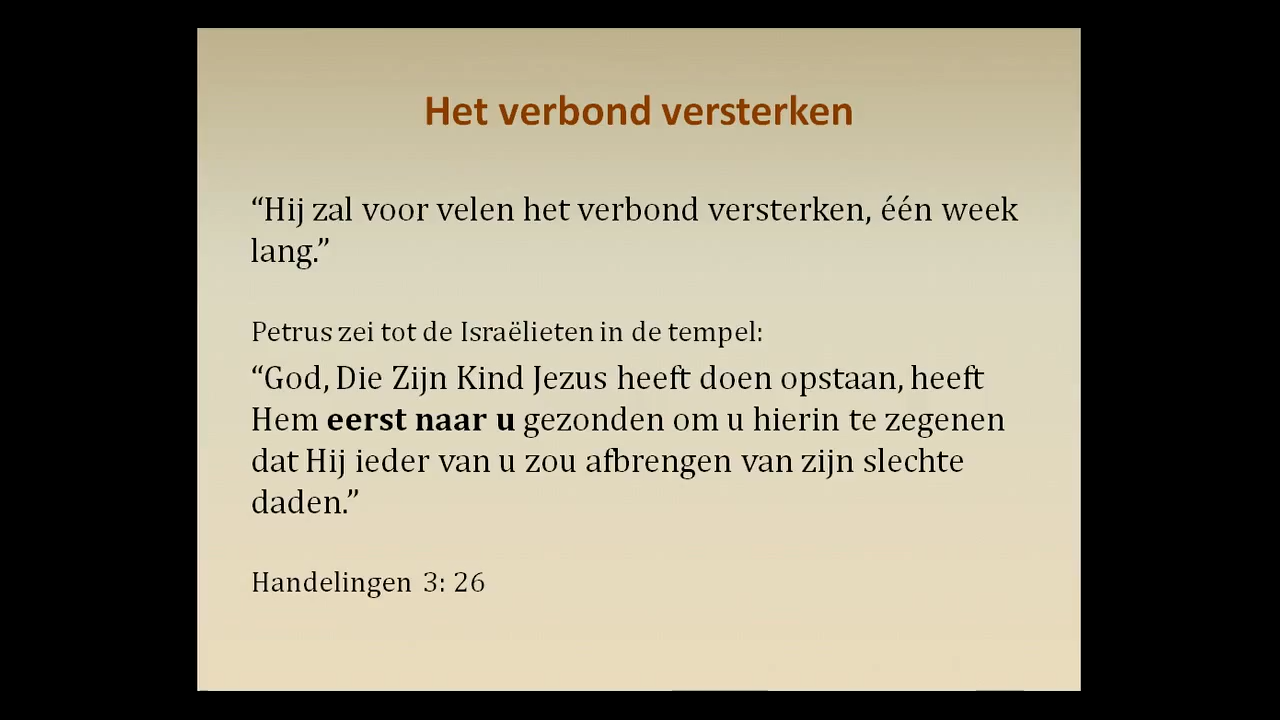 Het verbond versterken
“Hij zal voor velen het verbond versterken, één week
lang.”
Petrus zei tot de Israëlieten in de tempel:
“God, Die Zijn Kind Jezus heeft doen opstaan, heeft
Hem eerst naar u gezonden om u hierin te zegenen
dat Hij ieder van u zou afbrengen van zijn slechte
daden.”
Handelingen 3: 26